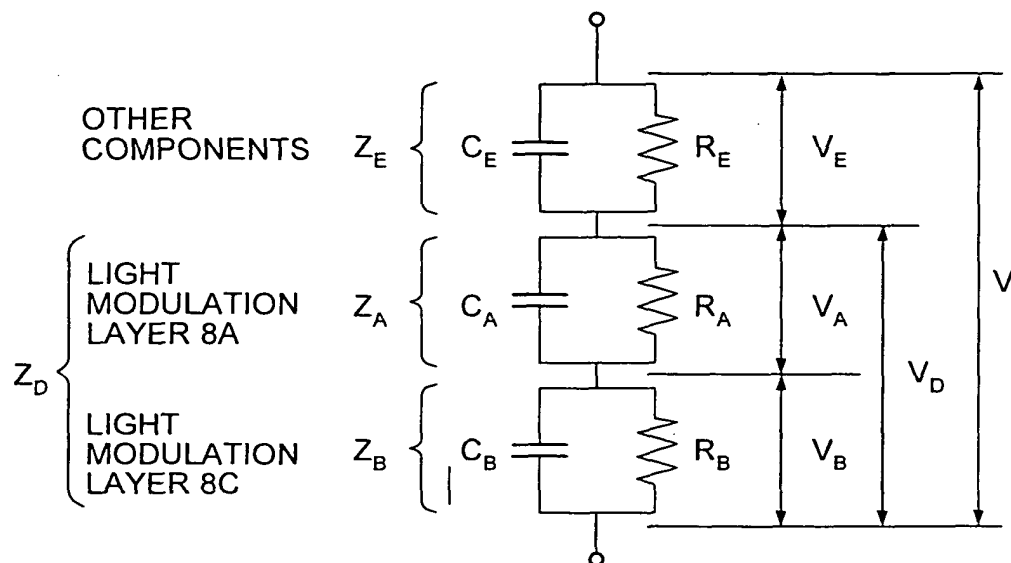 OTHER
COMPONENTS
Z_E
C_E
R_E
V_E
LIGHT
MODULATION
LAYER 8A
Z_A
C_A
R_A
V_A
V
Z_D
V_D
LIGHT
MODULATION
LAYER 8C
Z_B
C_B
R_B
V_B